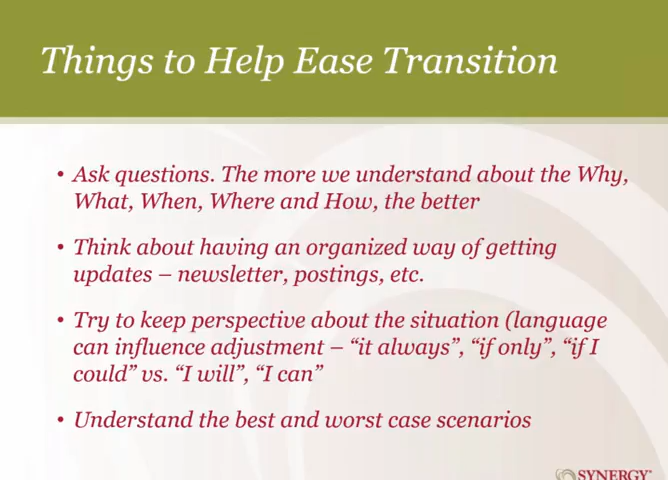 Things to Help Ease Transition
• Ask questions. The more we understand about the Why,
What, When, Where and How, the better
• Think about having an organized way of getting
updates – newsletter, postings, etc.
• Try to keep perspective about the situation (language
can influence adjustment – “it always”, “if only”, “if I
could” vs. “I will”, “I can”
• Understand the best and worst case scenarios
SYNERGY